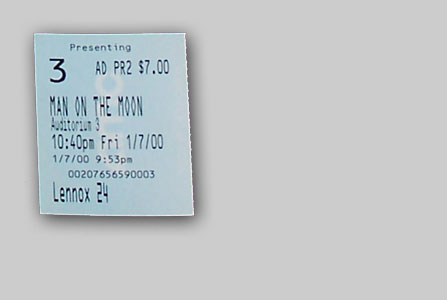 Presenting
3 AD PR2 $7.00
MAN ON THE MOON
Auditorium 3
10:40pm Fri 1/7/00
1/7/00 9:53pm
00207656590003
Lennox 24